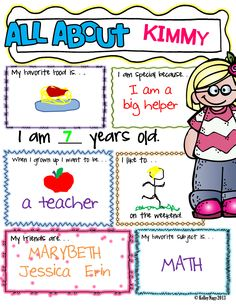 ALL ABOUT KIMMY
My favorite food is. . .
I am special because. . .
I am a
big helper
I am 7 years old.
When I grown up I want to be. . .
a teacher
I like to. . .
on the weekend
My friends are. . .
MARYBETH
Jessica Erin
My favorite subject is. . .
MATH
© Kelley Mays 2012